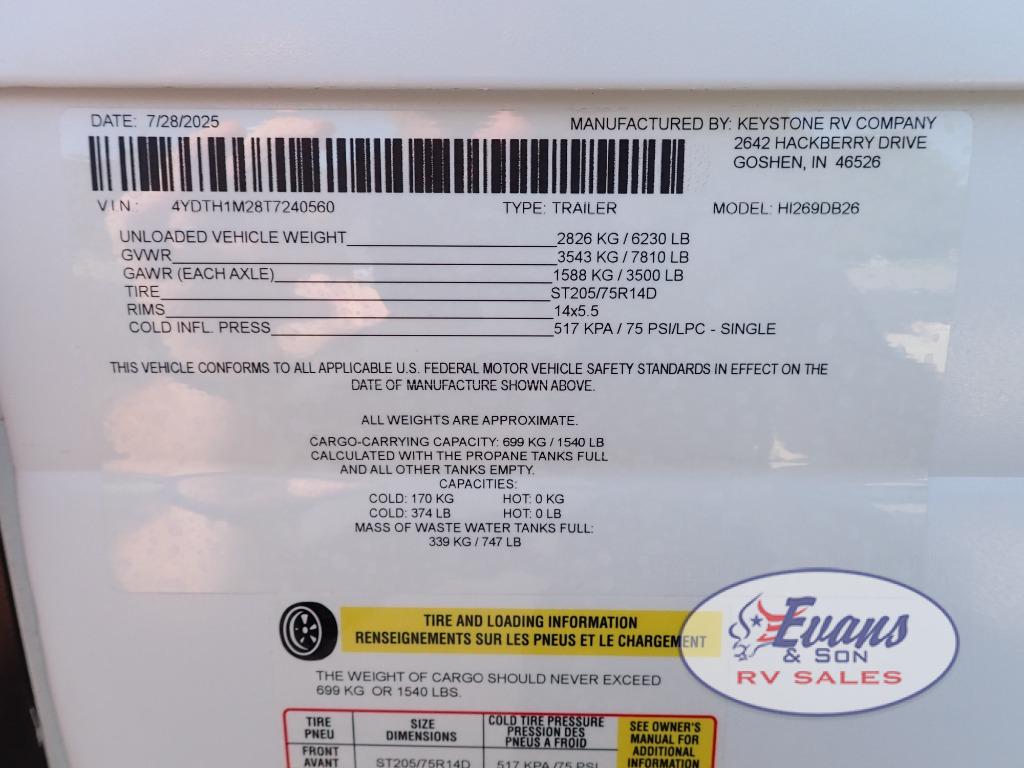 DATE: 7/28/2025
MANUFACTURED BY: KEYSTONE RV COMPANY
2642 HACKBERRY DRIVE
GOSHEN, IN 46526
V.I.N.: 4YDTH1M28T7240560 TYPE: TRAILER MODEL: HI269DB26
UNLOADED VEHICLE WEIGHT 2826 KG / 6230 LB
GVWR 3543 KG / 7810 LB
GAWR (EACH AXLE) 1588 KG / 3500 LB
TIRE ST205/75R14D
RIMS 14x5.5
COLD INFL. PRESS 517 KPA / 75 PSI/LPC - SINGLE
THIS VEHICLE CONFORMS TO ALL APPLICABLE U.S. FEDERAL MOTOR VEHICLE SAFETY STANDARDS IN EFFECT ON THE
DATE OF MANUFACTURE SHOWN ABOVE.
ALL WEIGHTS ARE APPROXIMATE.
CARGO-CARRYING CAPACITY: 699 KG / 1540 LB
CALCULATED WITH THE PROPANE TANKS FULL
AND ALL OTHER TANKS EMPTY.
CAPACITIES:
COLD: 170 KG HOT: 0 KG
COLD: 374 LB HOT: 0 LB
MASS OF WASTE WATER TANKS FULL:
339 KG / 747 LB
TIRE AND LOADING INFORMATION
RENSEIGNEMENTS SUR LES PNEUS ET LE CHARGEMENT
THE WEIGHT OF CARGO SHOULD NEVER EXCEED
699 KG OR 1540 LBS.
TIRE
PNEU
SIZE
DIMENSIONS
COLD TIRE PRESSURE
PRESSION DES
PNEUS A FROID
SEE OWNER'S
MANUAL FOR
ADDITIONAL
INFORMATION
FRONT
AVANT
ST205/75R14D
517 KPA /75 PSI
Evans
& SON
RV SALES